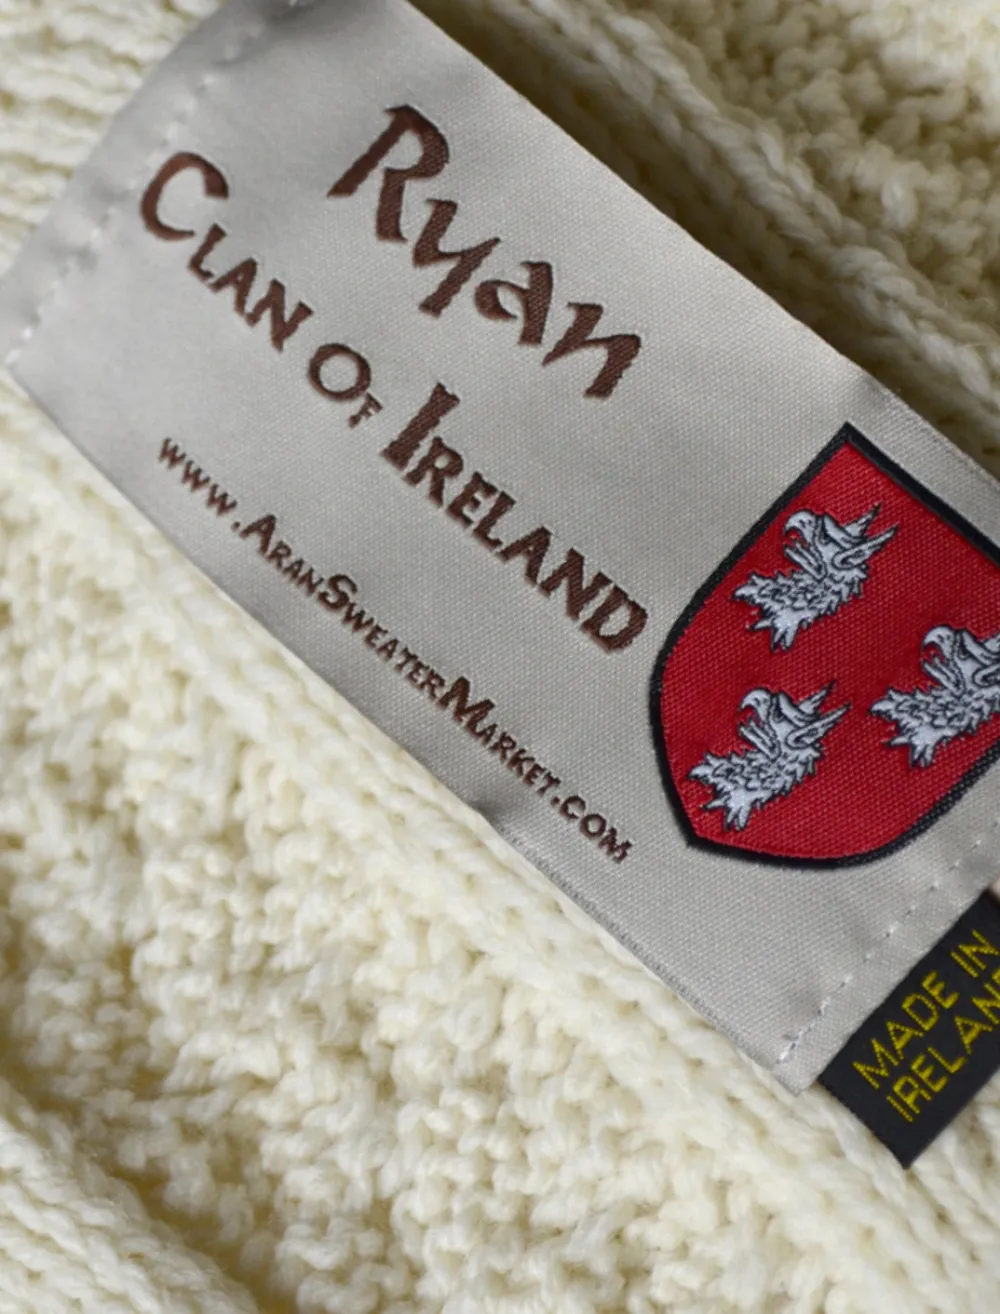 Ryan
Clan Of Ireland
www.AranSweaterMarket.com
MADE IN
IRELAND